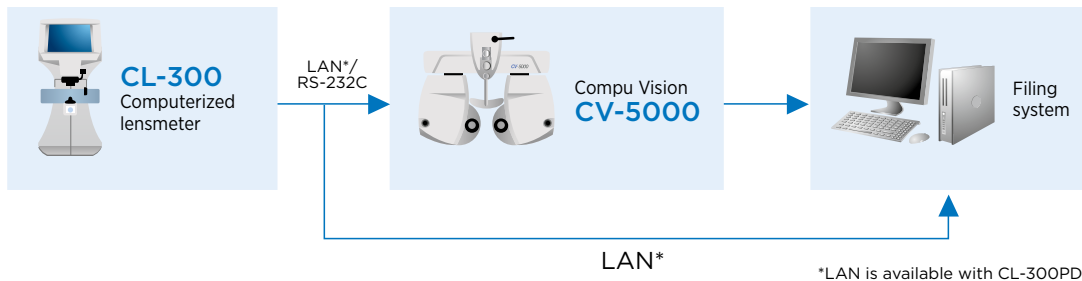 CL-300
Computerized
lensmeter
LAN*/
RS-232C
CV-5000
Compu Vision
CV-5000
Filing
system
LAN*
*LAN is available with CL-300PD